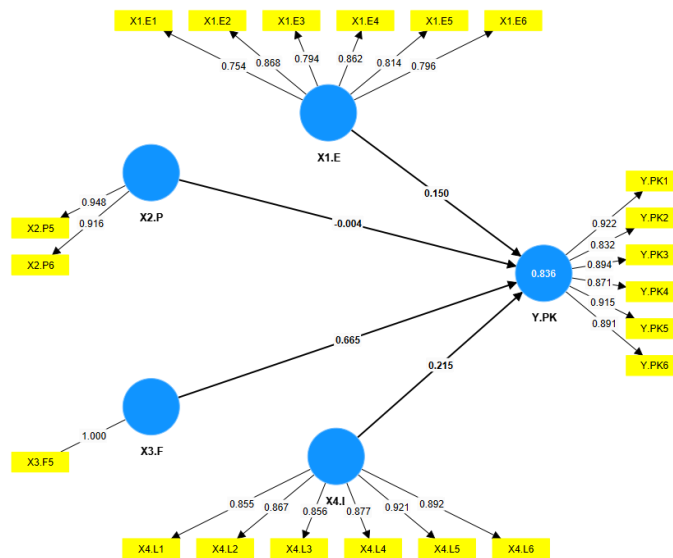 X1.E1 X1.E2 X1.E3 X1.E4 X1.E5 X1.E6
0.754 0.868 0.794 0.862 0.814 0.796
X1.E
X2.P5
X2.P6
0.948
0.916
X2.P
0.150
-0.004
0.665
0.215
0.836
Y.PK
0.922
0.832
0.894
0.871
0.915
0.891
Y.PK1
Y.PK2
Y.PK3
Y.PK4
Y.PK5
Y.PK6
X3.F5
1.000
X3.F
X4.L
0.855 0.867 0.856 0.877 0.921 0.892
X4.L1 X4.L2 X4.L3 X4.L4 X4.L5 X4.L6